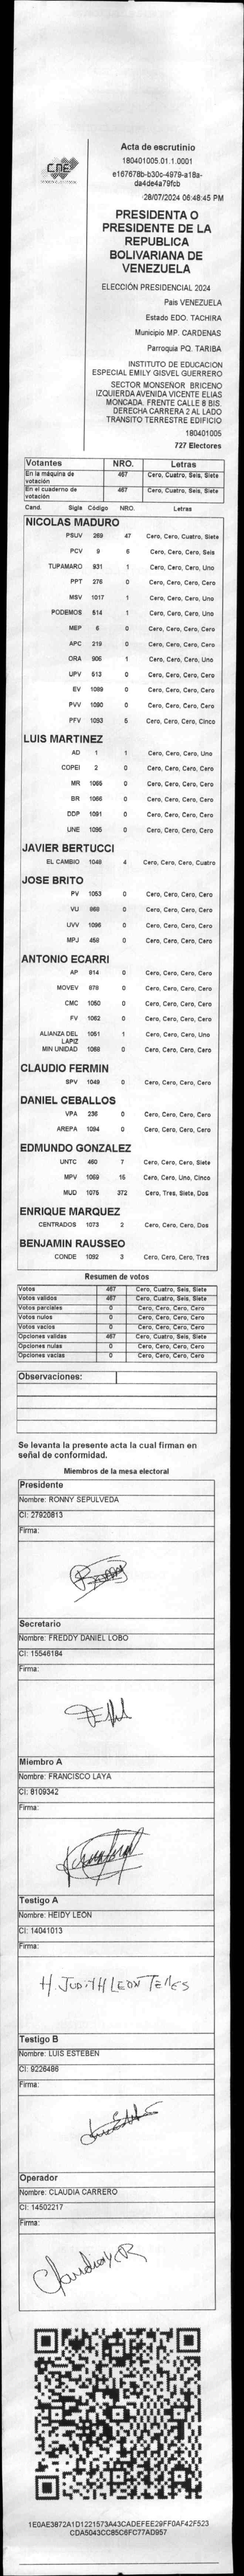 CNE
Acta de escrutinio
180401005.01.1.0001
e167678b-b30c-4979-a18a-
da4de4a79fcb
28/07/2024 06:48:45 PM
PRESIDENTA O
PRESIDENTE DE LA
REPUBLICA
BOLIVARIANA DE
VENEZUELA
ELECCIÓN PRESIDENCIAL 2024
Pais VENEZUELA
Estado EDO. TACHIRA
Municipio MP. CARDENAS
Parroquia PQ. TARIBA
INSTITUTO DE EDUCACION
ESPECIAL EMILY GISVEL GUERRERO
SECTOR MONSEÑOR BRICENO
IZQUIERDA AVENIDA VICENTE ELIAS
MONCADA. FRENTE CALLE 8 BIS.
DERECHA CARRERA 2 AL LADO
TRANSITO TERRESTRE EDIFICIO
180401005
727 Electores
Votantes NRO. Letras
En la máquina de votación 467 Cero, Cuatro, Seis, Siete
En el cuaderno de votación 467 Cero, Cuatro, Seis, Siete
Cand. Sigla Código NRO. Letras
NICOLAS MADURO
PSUV 269 47 Cero, Cero, Cuatro, Siete
PCV 9 6 Cero, Cero, Cero, Seis
TUPAMARO 931 1 Cero, Cero, Cero, Uno
PPT 276 0 Cero, Cero, Cero, Cero
MSV 1017 1 Cero, Cero, Cero, Uno
PODEMOS 514 1 Cero, Cero, Cero, Uno
MEP 6 0 Cero, Cero, Cero, Cero
APC 219 0 Cero, Cero, Cero, Cero
ORA 906 1 Cero, Cero, Cero, Uno
UPV 513 0 Cero, Cero, Cero, Cero
EV 1089 0 Cero, Cero, Cero, Cero
PVV 1090 0 Cero, Cero, Cero, Cero
PFV 1093 5 Cero, Cero, Cero, Cinco
LUIS MARTINEZ
AD 1 1 Cero, Cero, Cero, Uno
COPEI 2 0 Cero, Cero, Cero, Cero
MR 1065 0 Cero, Cero, Cero, Cero
BR 1066 0 Cero, Cero, Cero, Cero
DDP 1091 0 Cero, Cero, Cero, Cero
UNE 1095 0 Cero, Cero, Cero, Cero
JAVIER BERTUCCI
EL CAMBIO 1048 4 Cero, Cero, Cero, Cuatro
JOSE BRITO
PV 1053 0 Cero, Cero, Cero, Cero
VU 968 0 Cero, Cero, Cero, Cero
UVV 1096 0 Cero, Cero, Cero, Cero
MPJ 458 0 Cero, Cero, Cero, Cero
ANTONIO ECARRI
AP 814 0 Cero, Cero, Cero, Cero
MOVEV 978 0 Cero, Cero, Cero, Cero
CMC 1050 0 Cero, Cero, Cero, Cero
FV 1062 0 Cero, Cero, Cero, Cero
ALIANZA DEL LAPIZ 1051 1 Cero, Cero, Cero, Uno
MIN UNIDAD 1088 0 Cero, Cero, Cero, Cero
CLAUDIO FERMIN
SPV 1049 0 Cero, Cero, Cero, Cero
DANIEL CEBALLOS
VPA 236 0 Cero, Cero, Cero, Cero
AREPA 1094 0 Cero, Cero, Cero, Cero
EDMUNDO GONZALEZ
UNTC 460 7 Cero, Cero, Cero, Siete
MPV 1069 15 Cero, Cero, Uno, Cinco
MUD 1075 372 Cero, Tres, Siete, Dos
ENRIQUE MARQUEZ
CENTRADOS 1073 2 Cero, Cero, Cero, Dos
BENJAMIN RAUSSEO
CONDE 1092 3 Cero, Cero, Cero, Tres
Resumen de votos
Votos 467 Cero, Cuatro, Seis, Siete
Votos validos 467 Cero, Cuatro, Seis, Siete
Votos parciales 0 Cero, Cero, Cero, Cero
Votos nulos 0 Cero, Cero, Cero, Cero
Votos vacios 0 Cero, Cero, Cero, Cero
Opciones validas 467 Cero, Cuatro, Seis, Siete
Opciones nulas 0 Cero, Cero, Cero, Cero
Opciones vacias 0 Cero, Cero, Cero, Cero
Observaciones:
Se levanta la presente acta la cual firman en
señal de conformidad.
Miembros de la mesa electoral
Presidente
Nombre: RONNY SEPULVEDA
CI: 27920813
Firma:
Secretario
Nombre: FREDDY DANIEL LOBO
CI: 15546184
Firma:
Miembro A
Nombre: FRANCISCO LAYA
CI: 8109342
Firma:
Testigo A
Nombre: HEIDY LEON
CI: 14041013
Firma:
H. JUDITH LEON
Testigo B
Nombre: LUIS ESTEBEN
CI: 9226486
Firma:
Operador
Nombre: CLAUDIA CARRERO
CI: 14502217
Firma:
1E0AE3872A1D1221573A43CADEFEE29FF0AF42F523
CDA5043CC85C6FC77AD957